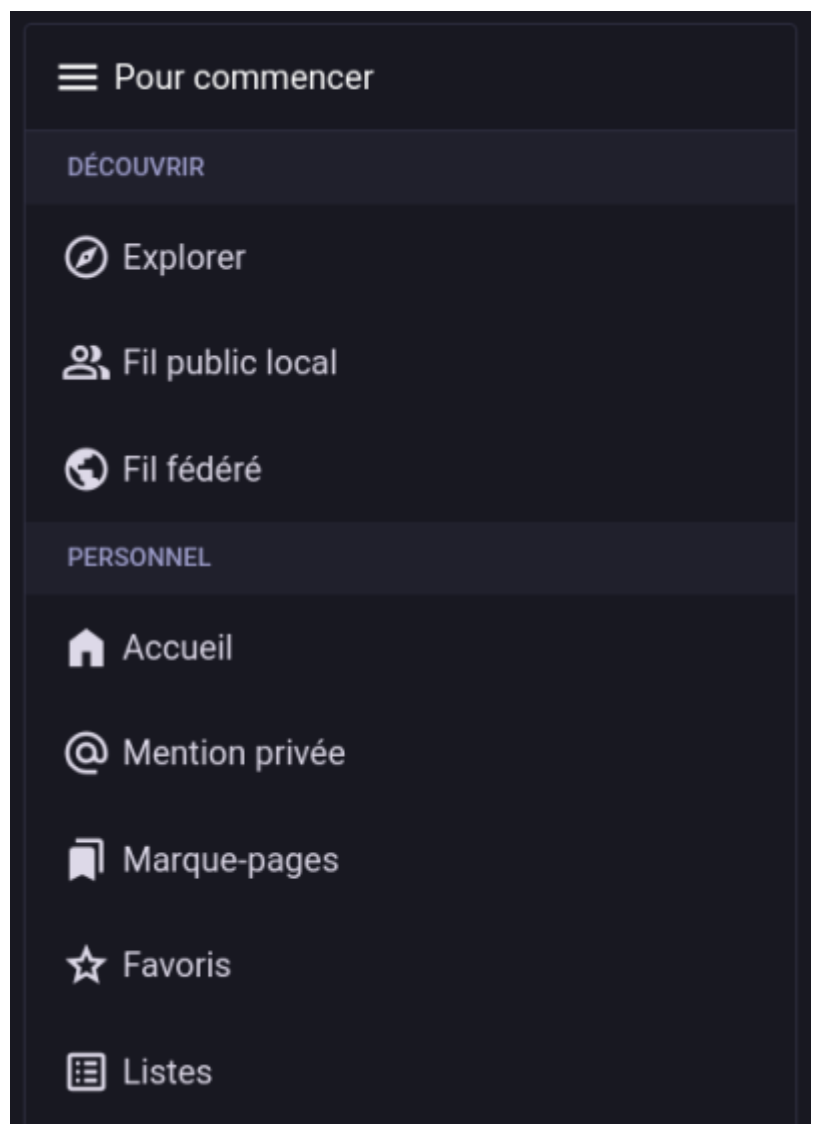 Pour commencer
DÉCOUVRIR
Explorer
Fil public local
Fil fédéré
PERSONNEL
Accueil
Mention privée
Marque-pages
Favoris
Listes